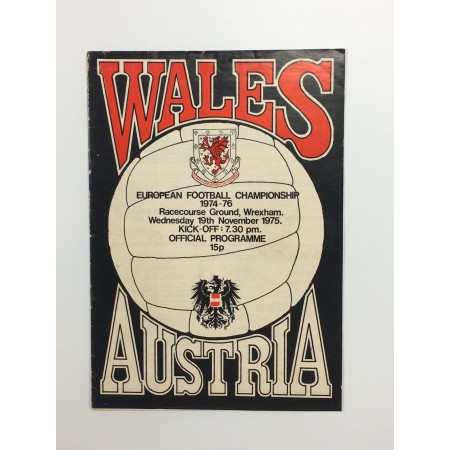 WALES
EUROPEAN FOOTBALL CHAMPIONSHIP
1974-76
Racecourse Ground, Wrexham.
Wednesday 19th November 1975.
KICK-OFF: 7.30 pm.
OFFICIAL PROGRAMME
15p
AUSTRIA